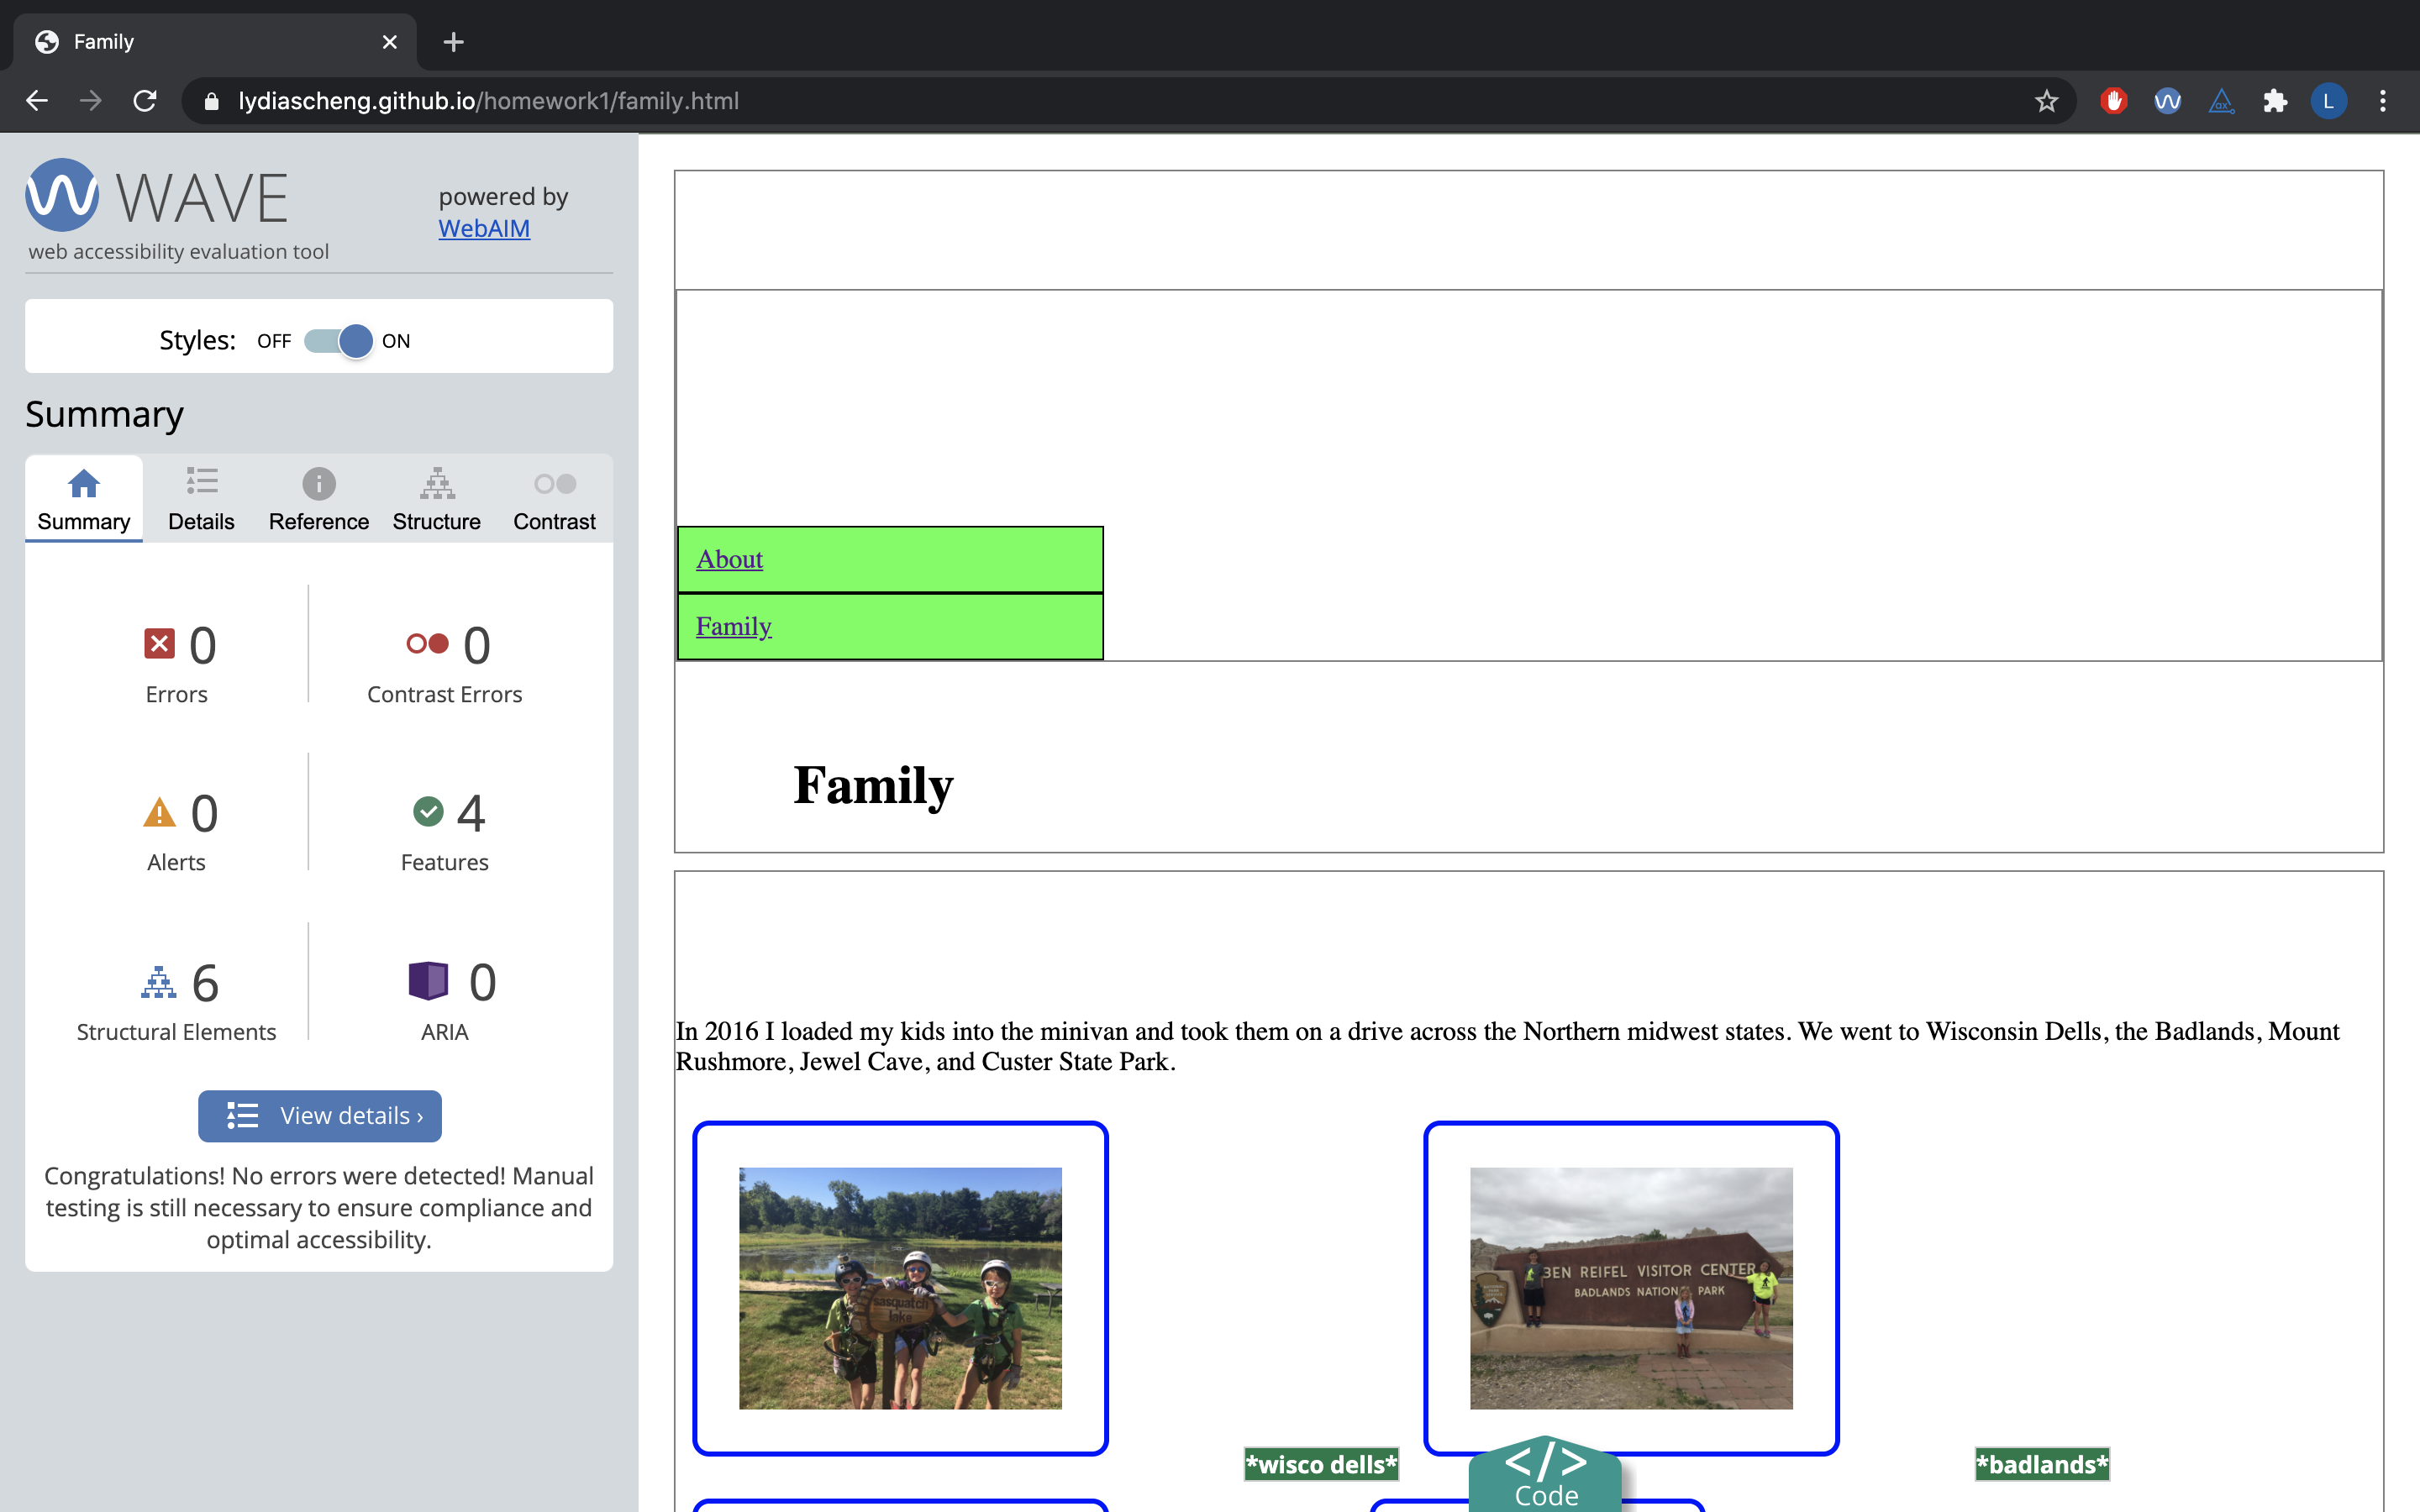 Family
lydiascheng.github.io/homework1/family.html
L
WAVE
web accessibility evaluation tool
powered by
WebAIM
Styles: OFF ON
Summary
Summary Details Reference Structure Contrast
0 Errors
0 Contrast Errors
0 Alerts
4 Features
6 Structural Elements
0 ARIA
View details ›
Congratulations! No errors were detected! Manual
testing is still necessary to ensure compliance and
optimal accessibility.
About
Family
Family
In 2016 I loaded my kids into the minivan and took them on a drive across the Northern midwest states. We went to Wisconsin Dells, the Badlands, Mount
Rushmore, Jewel Cave, and Custer State Park.
sasquatch
lake
BEN REIFEL VISITOR CENTER
BADLANDS NATIONAL PARK
*wisco dells*
*badlands*
</> Code